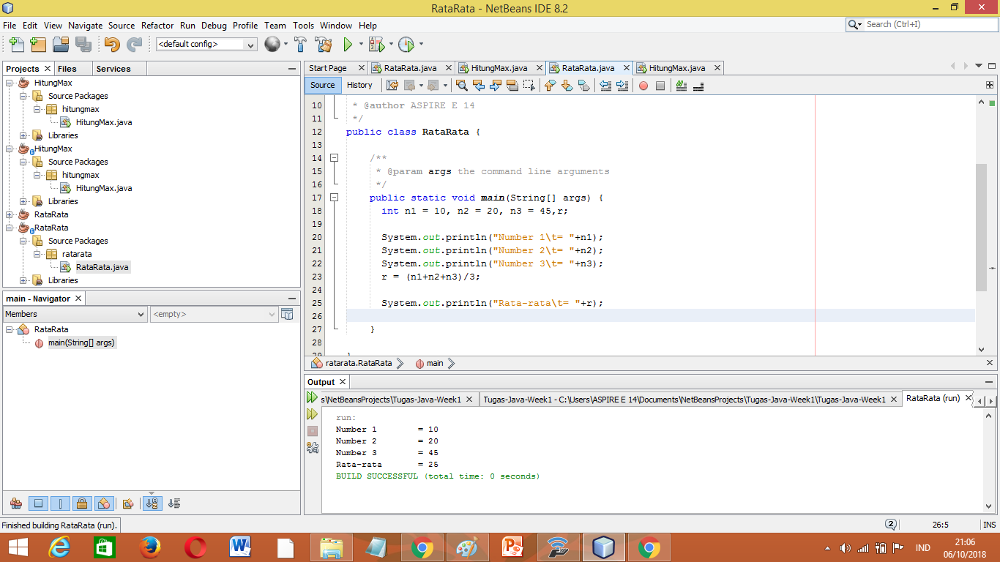 RataRata - NetBeans IDE 8.2
File Edit View Navigate Source Refactor Run Debug Profile Team Tools Window Help
Search (Ctrl+I)
<default config>
Projects Files Services
HitungMax
Source Packages
hitungmax
HitungMax.java
Libraries
HitungMax
Source Packages
hitungmax
HitungMax.java
Libraries
RataRata
RataRata
Source Packages
ratarata
RataRata.java
Libraries
main - Navigator
Members
<empty>
RataRata
main(String[] args)
Start Page RataRata.java HitungMax.java RataRata.java HitungMax.java
Source History
10 * @author ASPIRE E 14
11 */
12 public class RataRata {
13
14 /**
15 * @param args the command line arguments
16 */
17 public static void main(String[] args) {
18 int n1 = 10, n2 = 20, n3 = 45,r;
19
20 System.out.println("Number 1\t= "+n1);
21 System.out.println("Number 2\t= "+n2);
22 System.out.println("Number 3\t= "+n3);
23 r = (n1+n2+n3)/3;
24
25 System.out.println("Rata-rata\t= "+r);
26
27 }
28
29 }
ratarata.RataRata main
Output
s\NetBeansProjects\Tugas-Java-Week1 Tugas-Java-Week1 - C:\Users\ASPIRE E 14\Documents\NetBeansProjects\Tugas-Java-Week1\Tugas-Java-Week1 RataRata (run)
run:
Number 1 = 10
Number 2 = 20
Number 3 = 45
Rata-rata = 25
BUILD SUCCESSFUL (total time: 0 seconds)
Finished building RataRata (run).
2 26:5 INS
IND
21:06
06/10/2018